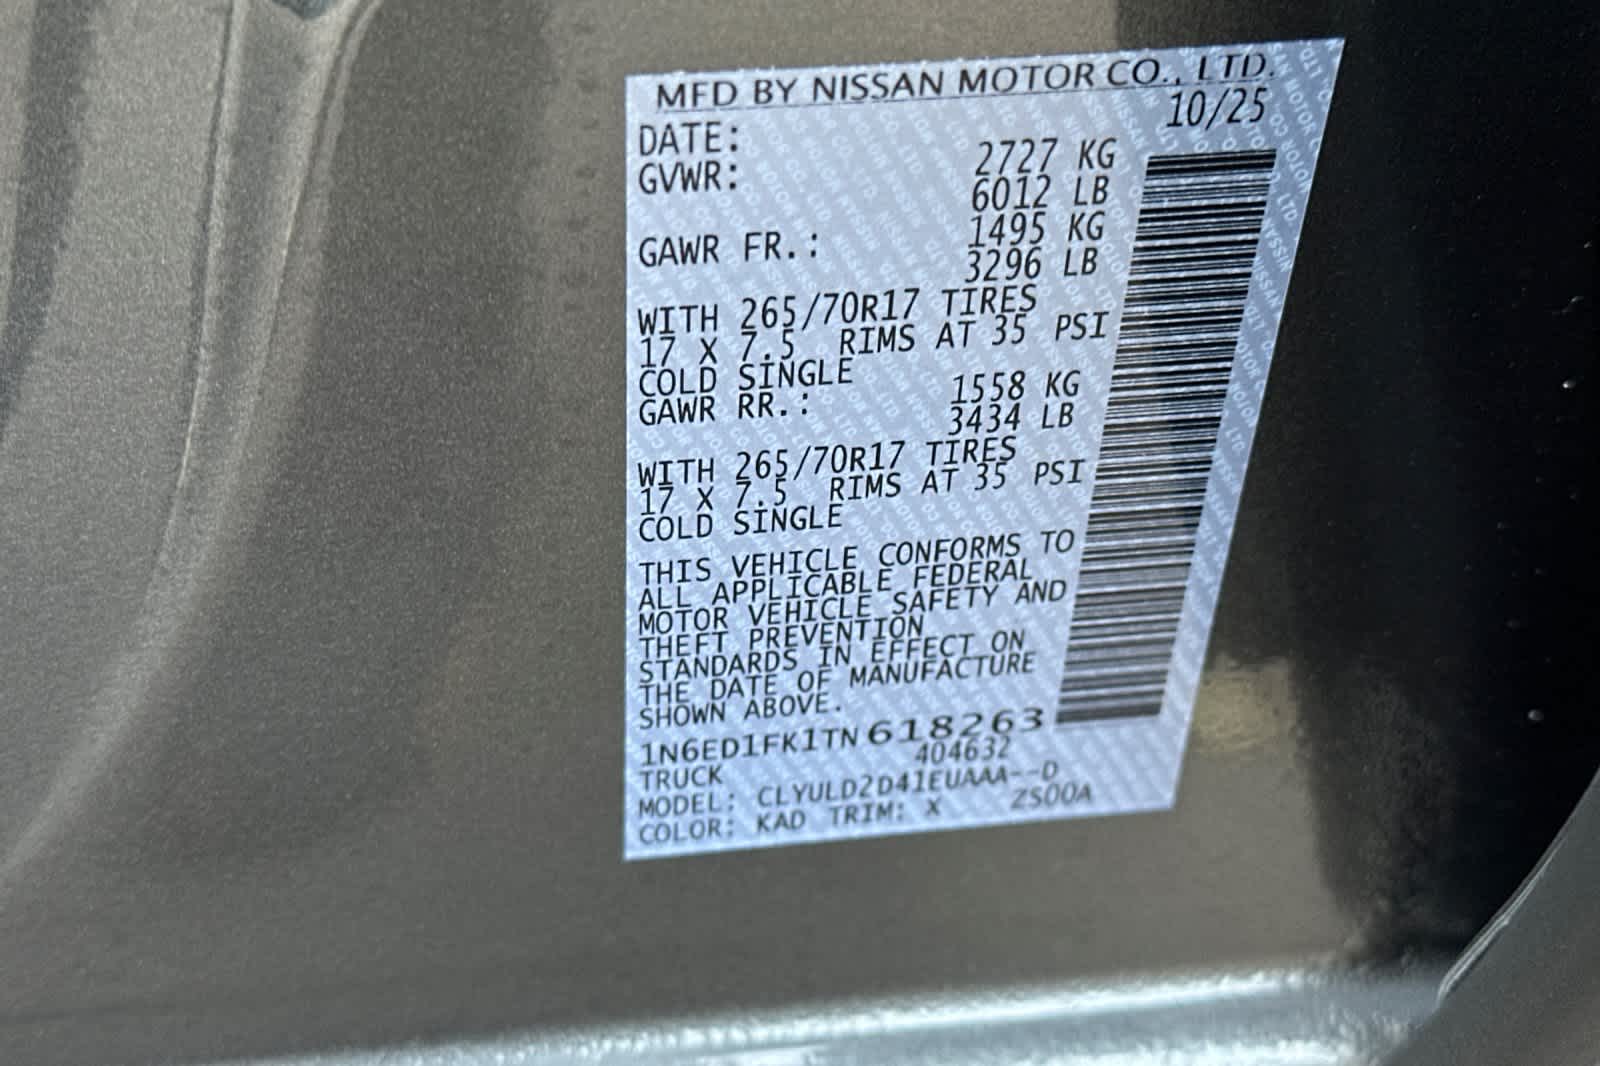 MFD BY NISSAN MOTOR CO., LTD.
DATE: 10/25
GVWR: 2727 KG
6012 LB
GAWR FR.: 1495 KG
3296 LB
WITH 265/70R17 TIRES
17 X 7.5 RIMS AT 35 PSI
COLD SINGLE
GAWR RR.: 1558 KG
3434 LB
WITH 265/70R17 TIRES
17 X 7.5 RIMS AT 35 PSI
COLD SINGLE
THIS VEHICLE CONFORMS TO
ALL APPLICABLE FEDERAL
MOTOR VEHICLE SAFETY AND
THEFT PREVENTION
STANDARDS IN EFFECT ON
THE DATE OF MANUFACTURE
SHOWN ABOVE.
1N6ED1FK1TN618263
TRUCK 404632
MODEL: CLYULD2D41EUAAA--D
COLOR: KAD TRIM: X ZS00A